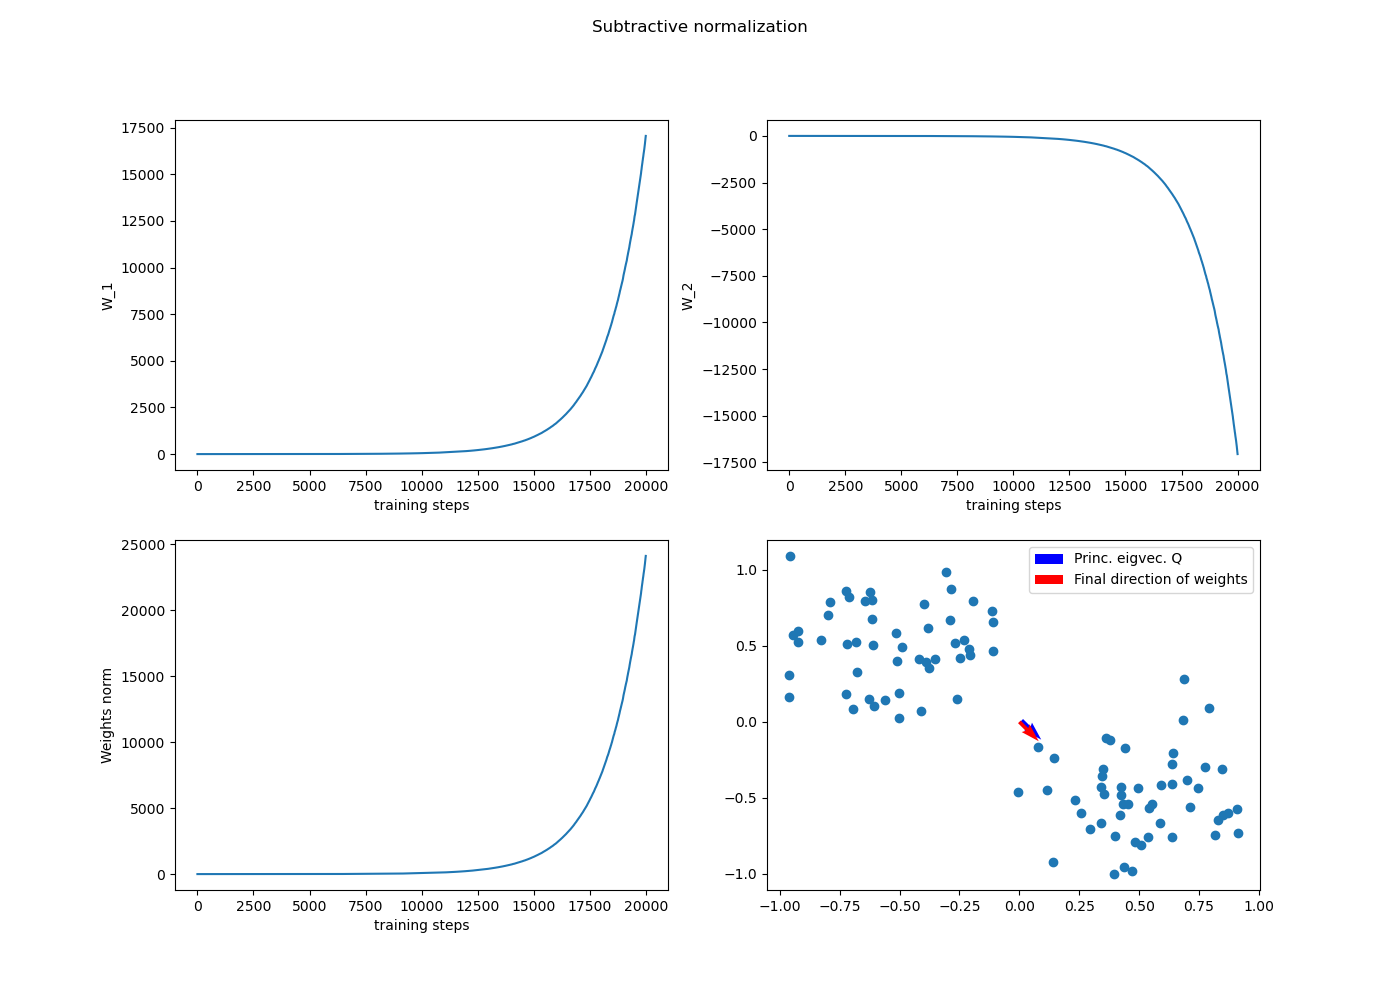 Subtractive normalization
17500
15000
12500
10000
7500
5000
2500
0
W_1
0 2500 5000 7500 10000 12500 15000 17500 20000
training steps
0
−2500
−5000
−7500
−10000
−12500
−15000
−17500
W_2
0 2500 5000 7500 10000 12500 15000 17500 20000
training steps
25000
20000
15000
10000
5000
0
Weights norm
0 2500 5000 7500 10000 12500 15000 17500 20000
training steps
Princ. eigvec. Q
Final direction of weights
1.0
0.5
0.0
−0.5
−1.0
−1.00 −0.75 −0.50 −0.25 0.00 0.25 0.50 0.75 1.00